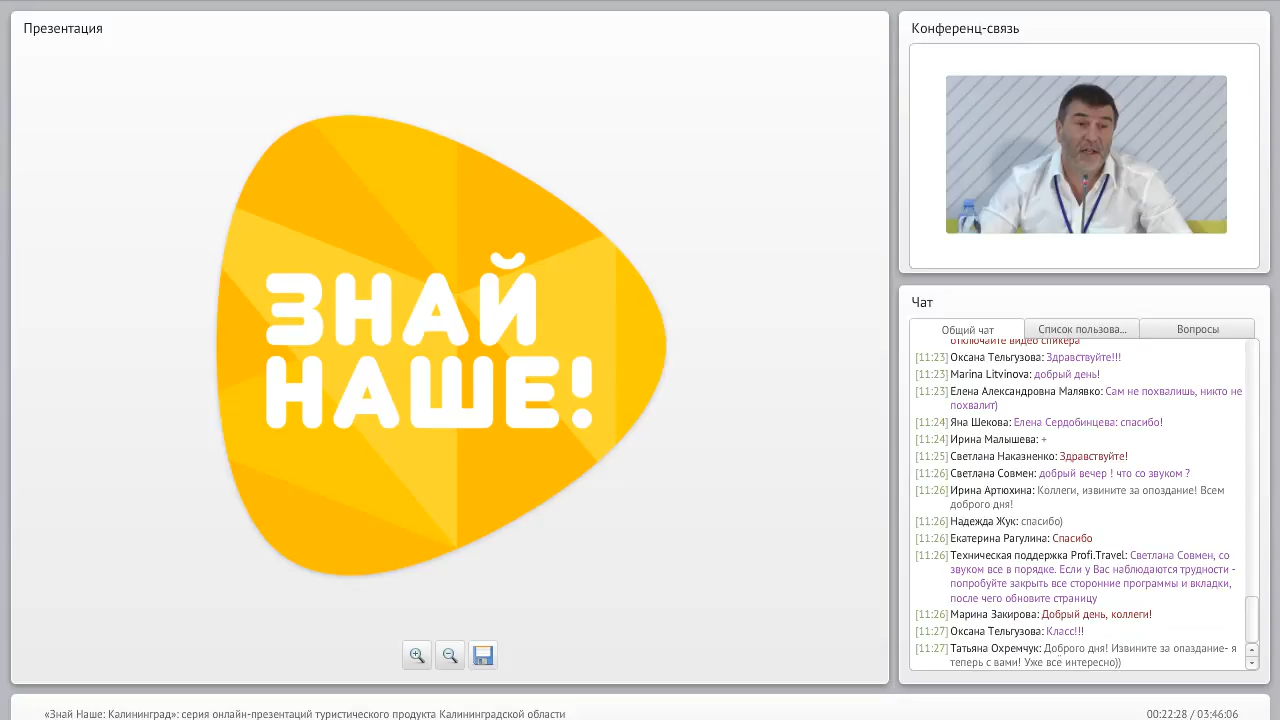 Презентация
ЗНАЙ
НАШЕ!
Конференц-связь
Чат
Общий чат
Список пользова...
Вопросы
отключайте видео спикера
[11:23] Оксана Тельгузова: Здравствуйте!!!
[11:23] Marina Litvinova: добрый день!
[11:23] Елена Александровна Малявко: Сам не похвалишь, никто не
похвалит)
[11:24] Яна Шекова: Елена Сердобинцева: спасибо!
[11:24] Ирина Малышева: +
[11:25] Светлана Наказненко: Здравствуйте!
[11:26] Светлана Совмен: добрый вечер ! что со звуком ?
[11:26] Ирина Артюхина: Коллеги, извините за опоздание! Всем
доброго дня!
[11:26] Надежда Жук: спасибо)
[11:26] Екатерина Рагулина: Спасибо
[11:26] Техническая поддержка Profi.Travel: Светлана Совмен, со
звуком все в порядке. Если у Вас наблюдаются трудности -
попробуйте закрыть все сторонние программы и вкладки,
после чего обновите страницу
[11:26] Марина Закирова: Добрый день, коллеги!
[11:27] Оксана Тельгузова: Класс!!!
[11:27] Татьяна Охремчук: Доброго дня! Извините за опаздание- я
теперь с вами! Уже всё интересно))
«Знай Наше: Калининград»: серия онлайн-презентаций туристического продукта Калининградской области
00:22:28 / 03:46:06